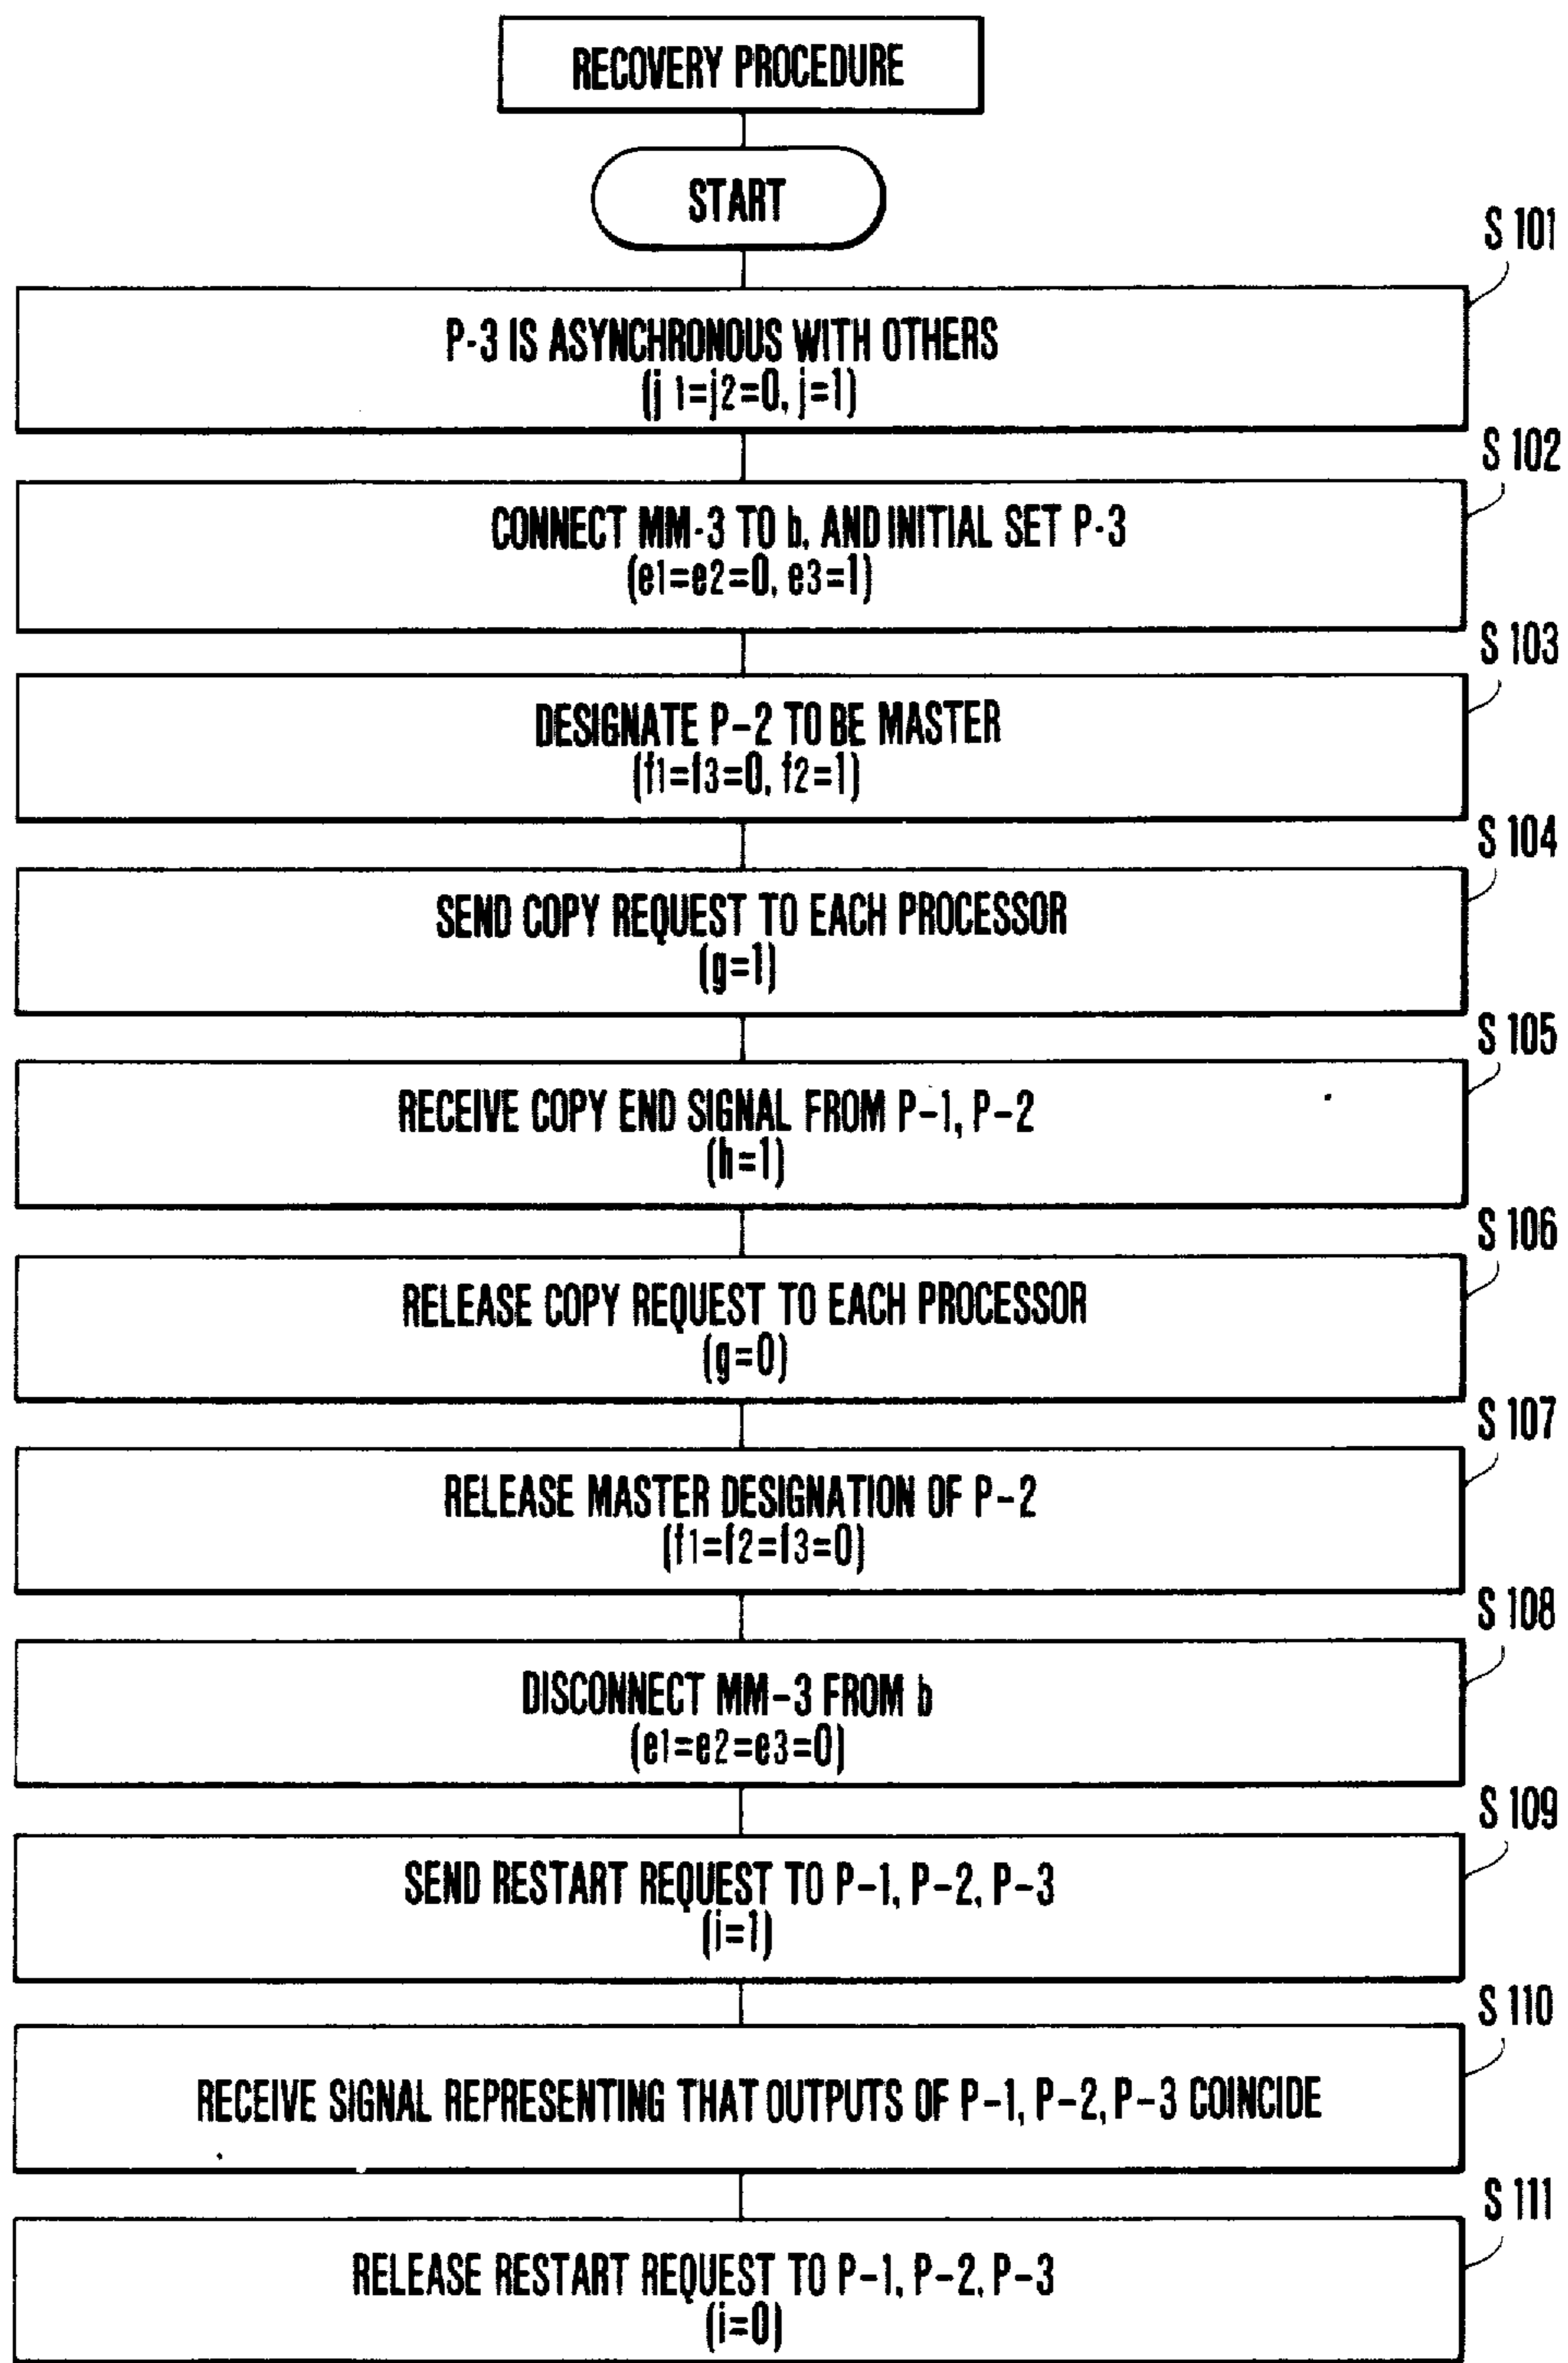 RECOVERY PROCEDURE
START
S 101
P-3 IS ASYNCHRONOUS WITH OTHERS
(j 1=j2=0, j=1)
S 102
CONNECT MM-3 TO b, AND INITIAL SET P-3
(e1=e2=0, e3=1)
S 103
DESIGNATE P-2 TO BE MASTER
(f1=f3=0, f2=1)
S 104
SEND COPY REQUEST TO EACH PROCESSOR
(g=1)
S 105
RECEIVE COPY END SIGNAL FROM P-1, P-2
(h=1)
S 106
RELEASE COPY REQUEST TO EACH PROCESSOR
(g=0)
S 107
RELEASE MASTER DESIGNATION OF P-2
(f1=f2=f3=0)
S 108
DISCONNECT MM-3 FROM b
(e1=e2=e3=0)
S 109
SEND RESTART REQUEST TO P-1, P-2, P-3
(i=1)
S 110
RECEIVE SIGNAL REPRESENTING THAT OUTPUTS OF P-1, P-2, P-3 COINCIDE
S 111
RELEASE RESTART REQUEST TO P-1, P-2, P-3
(i=0)